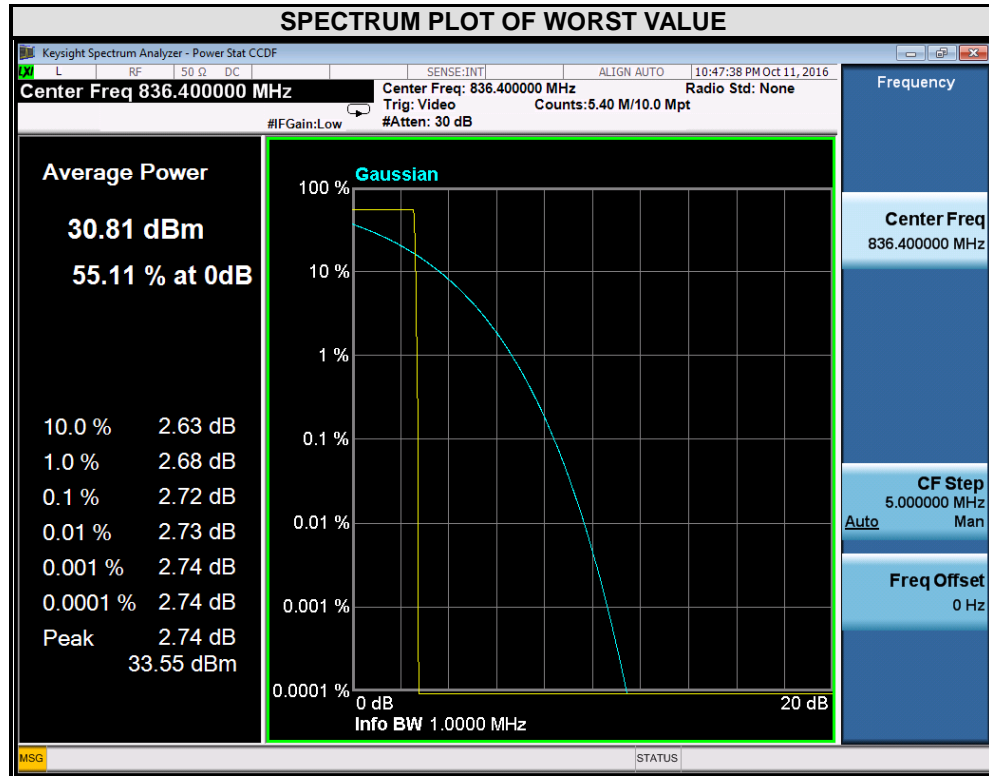 SPECTRUM PLOT OF WORST VALUE
Keysight Spectrum Analyzer - Power Stat CCDF
LXI L RF 50 Ω DC SENSE:INT ALIGN AUTO 10:47:38 PM Oct 11, 2016
Center Freq 836.400000 MHz
Center Freq: 836.400000 MHz Radio Std: None
Trig: Video Counts:5.40 M/10.0 Mpt
#IFGain:Low #Atten: 30 dB
Average Power
30.81 dBm
55.11 % at 0dB
10.0 % 2.63 dB
1.0 % 2.68 dB
0.1 % 2.72 dB
0.01 % 2.73 dB
0.001 % 2.74 dB
0.0001 % 2.74 dB
Peak 2.74 dB
33.55 dBm
Gaussian
100 %
10 %
1 %
0.1 %
0.01 %
0.001 %
0.0001 %
0 dB 20 dB
Info BW 1.0000 MHz
Frequency
Center Freq
836.400000 MHz
CF Step
5.000000 MHz
Auto Man
Freq Offset
0 Hz
MSG STATUS